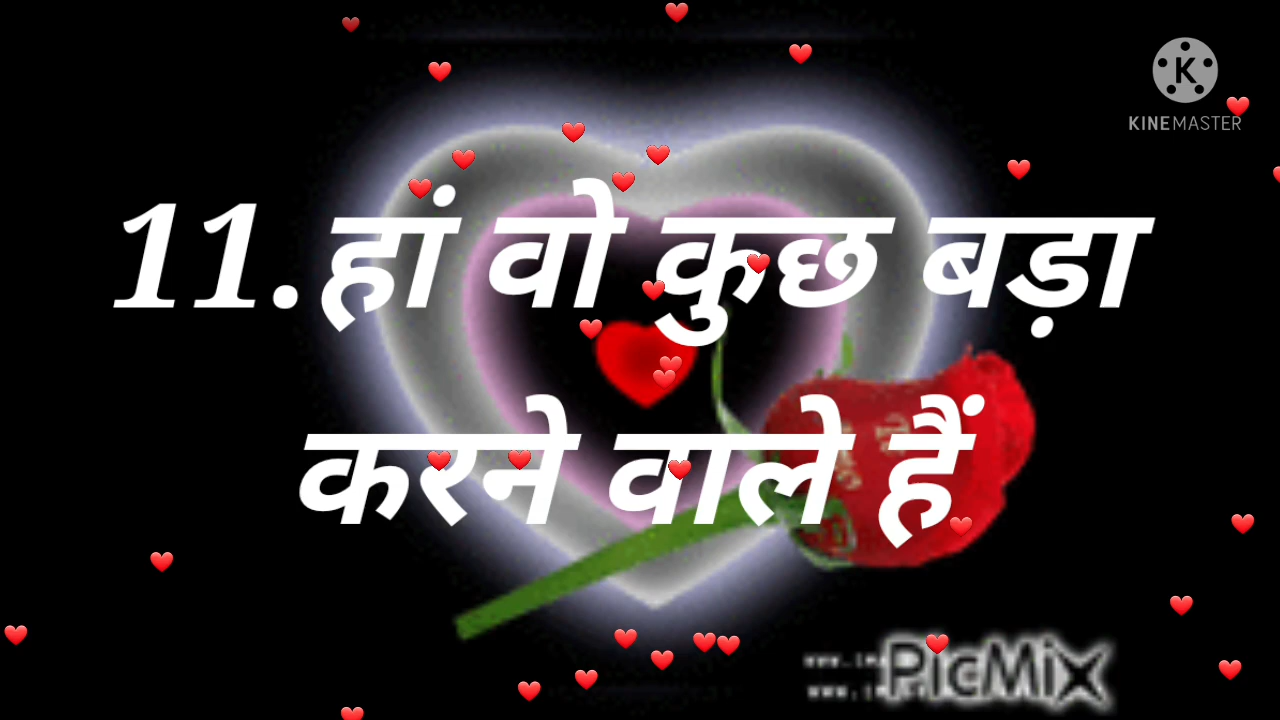 K
KINEMASTER
11.हां वो कुछ बड़ा
करने वाले हैं
PicMix